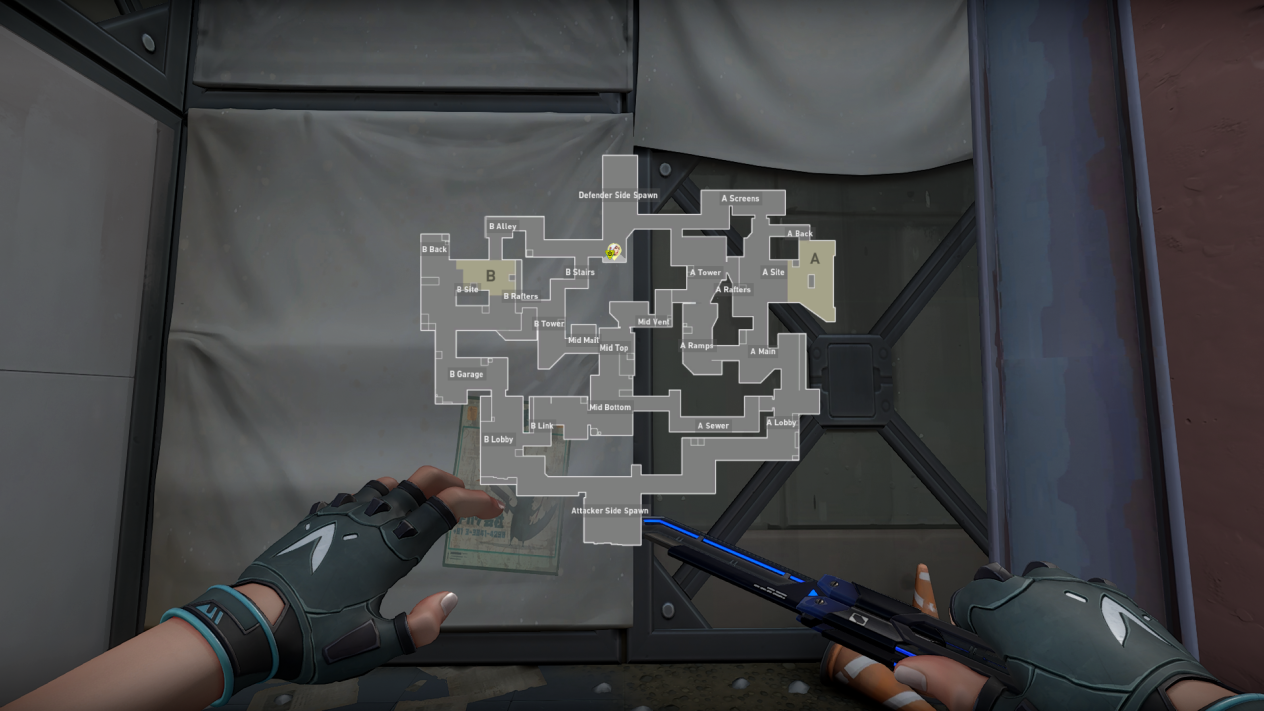 Defender Side Spawn
A Screens
B Alley
A Back
B Back
A
B Stairs
A Tower
A Site
B
B Site
B Rafters
A Rafters
B Tower
Mid Vent
Mid Mail
Mid Top
A Ramps
A Main
B Garage
Mid Bottom
B Link
A Sewer
A Lobby
B Lobby
Attacker Side Spawn